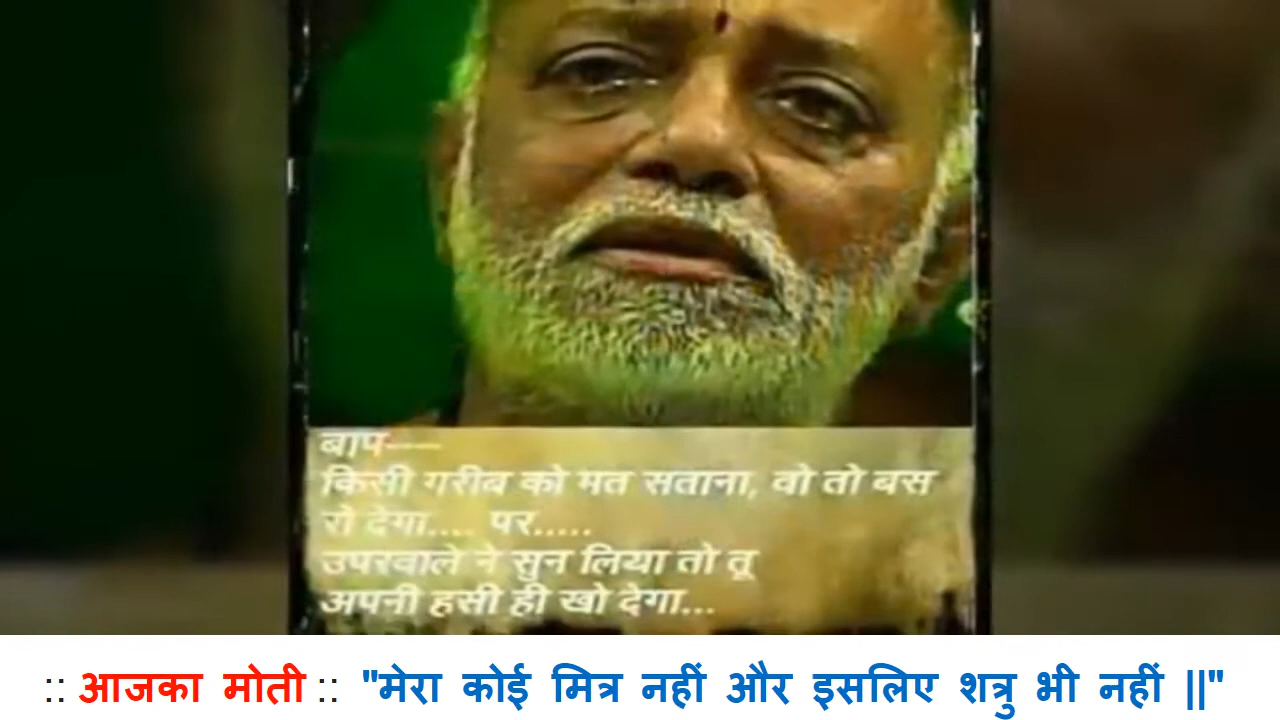 बाप-----
किसी गरीब को मत सताना, वो तो बस
रो देगा.... पर.....
उपरवाले ने सुन लिया तो तू
अपनी हसी ही खो देगा...
:: आजका मोती :: "मेरा कोई मित्र नहीं और इसलिए शत्रु भी नहीं ||"